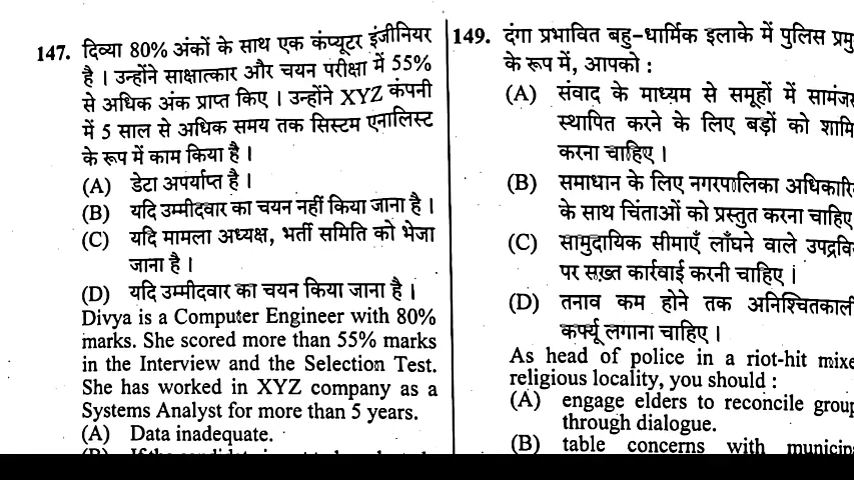 147. दिव्या 80% अंकों के साथ एक कंप्यूटर इंजीनियर
है । उन्होंने साक्षात्कार और चयन परीक्षा में 55%
से अधिक अंक प्राप्त किए । उन्होंने XYZ कंपनी
में 5 साल से अधिक समय तक सिस्टम एनालिस्ट
के रूप में काम किया है ।
(A) डेटा अपर्याप्त है ।
(B) यदि उम्मीदवार का चयन नहीं किया जाना है ।
(C) यदि मामला अध्यक्ष, भर्ती समिति को भेजा
जाना है ।
(D) यदि उम्मीदवार का चयन किया जाना है ।
Divya is a Computer Engineer with 80%
marks. She scored more than 55% marks
in the Interview and the Selection Test.
She has worked in XYZ company as a
Systems Analyst for more than 5 years.
(A) Data inadequate.
149. दंगा प्रभावित बहु-धार्मिक इलाके में पुलिस प्रमु
के रूप में, आपको :
(A) संवाद के माध्यम से समूहों में सामंजस
स्थापित करने के लिए बड़ों को शामि
करना चाहिए ।
(B) समाधान के लिए नगरपालिका अधिकारि
के साथ चिंताओं को प्रस्तुत करना चाहिए
(C) सामुदायिक सीमाएँ लाँघने वाले उपद्रवि
पर सख़्त कार्रवाई करनी चाहिए ।
(D) तनाव कम होने तक अनिश्चितकाली
कर्फ्यू लगाना चाहिए ।
As head of police in a riot-hit mixe
religious locality, you should :
(A) engage elders to reconcile group
through dialogue.
(B) table concerns with municip